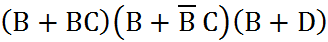 (B + BC)(B + B̅ C)(B + D)